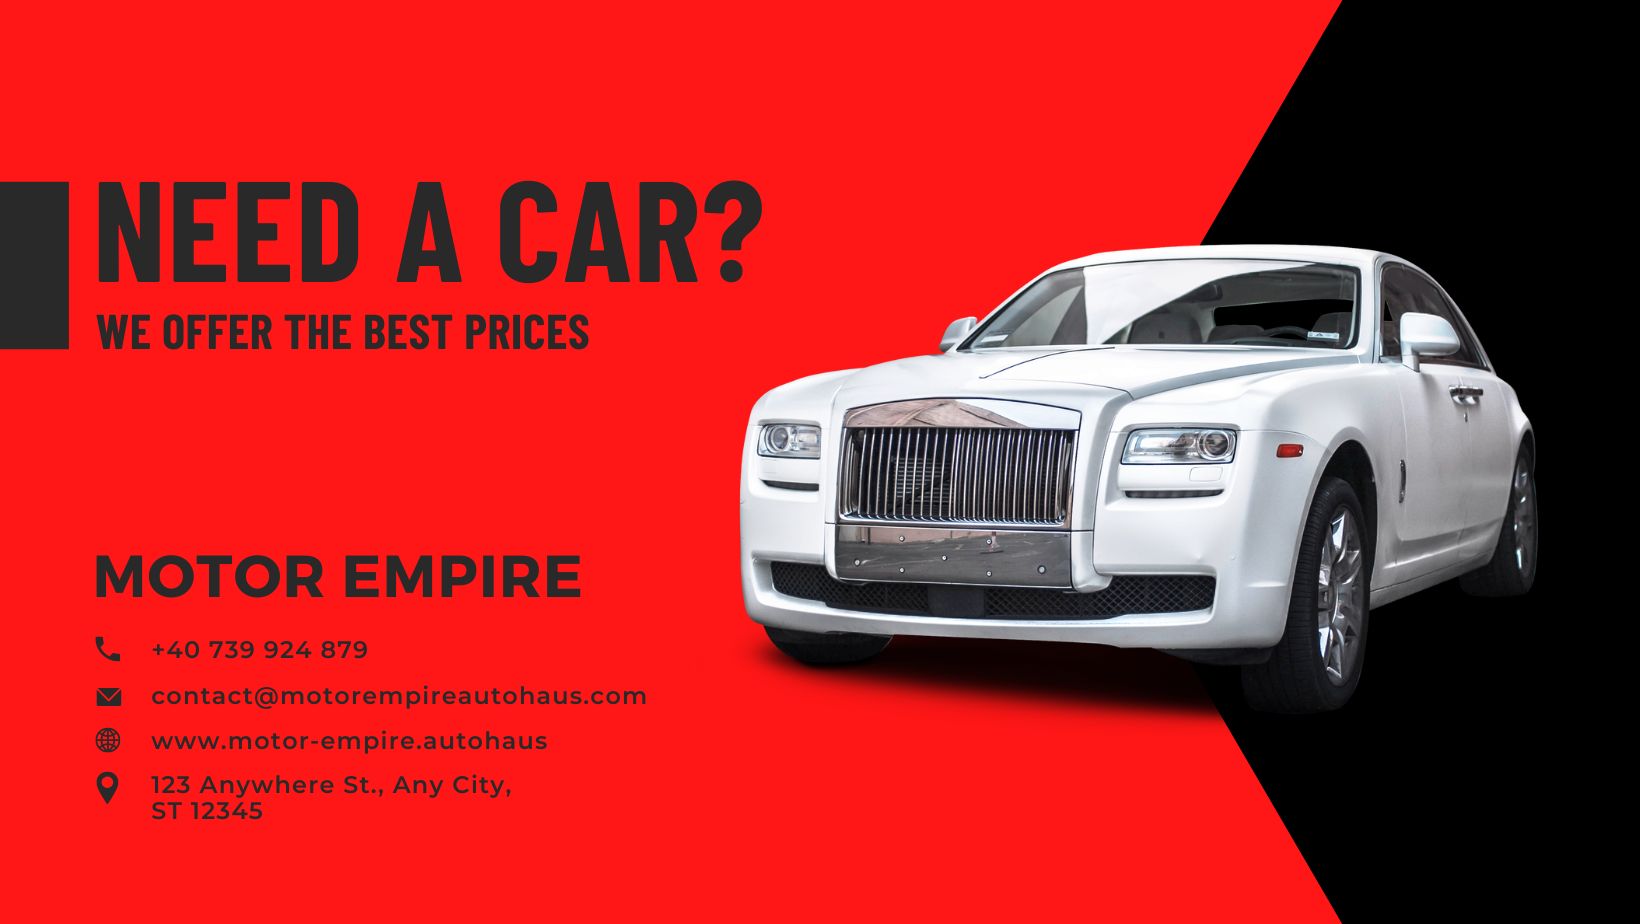 NEED A CAR?
WE OFFER THE BEST PRICES
MOTOR EMPIRE
+40 739 924 879
contact@motorempireautohaus.com
www.motor-empire.autohaus
123 Anywhere St., Any City,
ST 12345